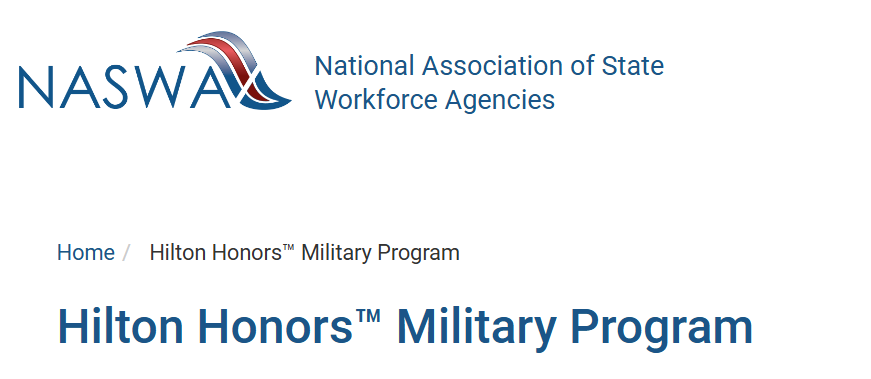 NASWA
National Association of State
Workforce Agencies
Home / Hilton Honors™ Military Program
Hilton Honors™ Military Program